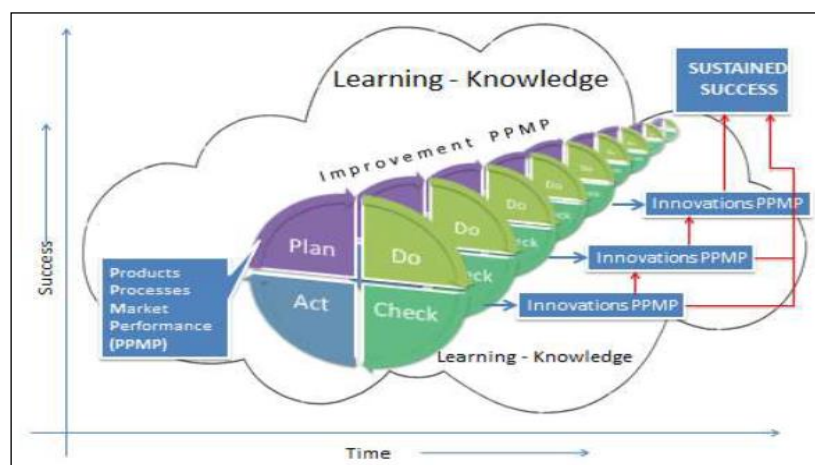 Learning - Knowledge
SUSTAINED
SUCCESS
Improvement PPMP
Plan
Do
Do
Do
Do
Do
Act
Check
Products
Processes
Market
Performance
(PPMP)
Innovations PPMP
Innovations PPMP
Innovations PPMP
Learning - Knowledge
Success
Time